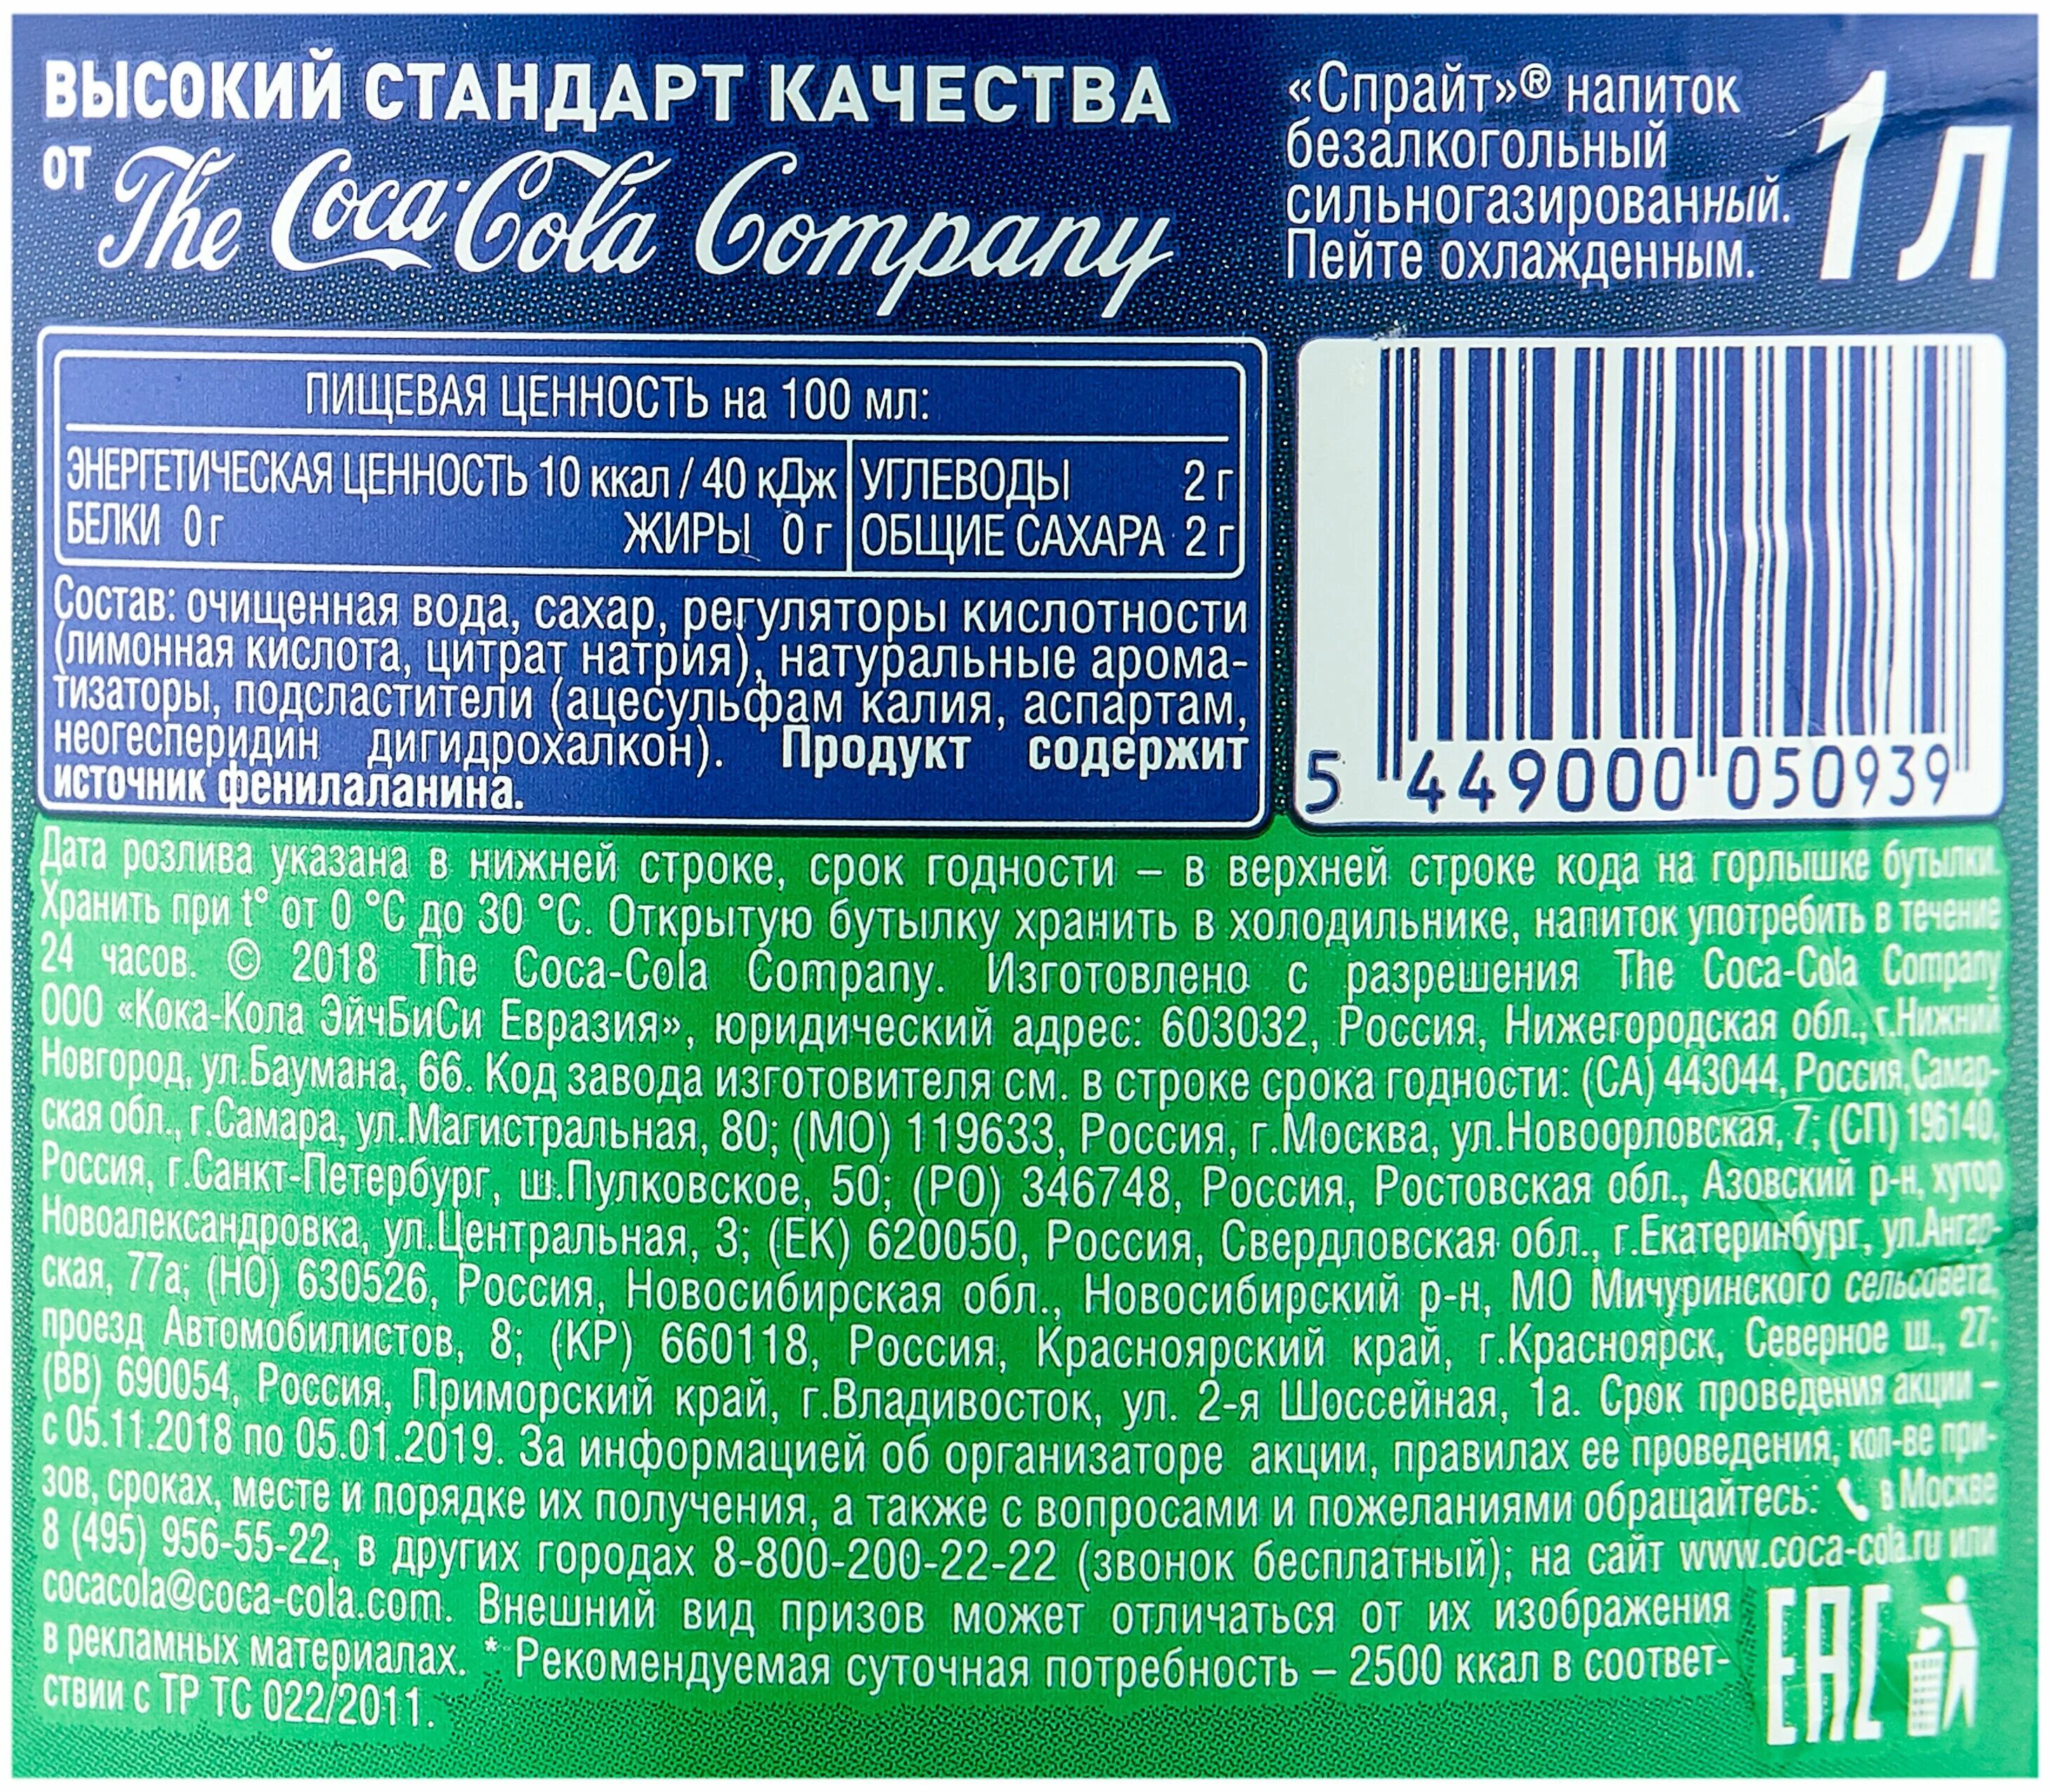 ВЫСОКИЙ СТАНДАРТ КАЧЕСТВА
ОТ The Coca-Cola Company
«Спрайт»® напиток
безалкогольный
сильногазированный.
Пейте охлажденным.
1 л
ПИЩЕВАЯ ЦЕННОСТЬ на 100 мл:
ЭНЕРГЕТИЧЕСКАЯ ЦЕННОСТЬ 10 ккал / 40 кДж УГЛЕВОДЫ 2 г
БЕЛКИ 0 г ЖИРЫ 0 г ОБЩИЕ САХАРА 2 г
Состав: очищенная вода, сахар, регуляторы кислотности
(лимонная кислота, цитрат натрия), натуральные арома-
тизаторы, подсластители (ацесульфам калия, аспартам,
неогесперидин дигидрохалкон). Продукт содержит
источник фенилаланина.
5 449000 050939
Дата розлива указана в нижней строке, срок годности – в верхней строке кода на горлышке бутылки.
Хранить при t° от 0 °C до 30 °C. Открытую бутылку хранить в холодильнике, напиток употребить в течение
24 часов. © 2018 The Coca-Cola Company. Изготовлено с разрешения The Coca-Cola Company
ООО «Кока-Кола ЭйчБиСи Евразия», юридический адрес: 603032, Россия, Нижегородская обл., г.Нижний
Новгород, ул.Баумана, 66. Код завода изготовителя см. в строке срока годности: (СА) 443044, Россия, Самар-
ская обл., г.Самара, ул.Магистральная, 80; (МО) 119633, Россия, г.Москва, ул.Новоорловская, 7; (СП) 196140,
Россия, г.Санкт-Петербург, ш.Пулковское, 50; (РО) 346748, Россия, Ростовская обл., Азовский р-н, хутор
Новоалександровка, ул.Центральная, 3; (ЕК) 620050, Россия, Свердловская обл., г.Екатеринбург, ул.Ангар-
ская, 77а; (НО) 630526, Россия, Новосибирская обл., Новосибирский р-н, МО Мичуринского сельсовета,
проезд Автомобилистов, 8; (КР) 660118, Россия, Красноярский край, г.Красноярск, Северное ш., 27;
(ВВ) 690054, Россия, Приморский край, г.Владивосток, ул. 2-я Шоссейная, 1а. Срок проведения акции –
с 05.11.2018 по 05.01.2019. За информацией об организаторе акции, правилах ее проведения, кол-ве при-
зов, сроках, месте и порядке их получения, а также с вопросами и пожеланиями обращайтесь: в Москве
8 (495) 956-55-22, в других городах 8-800-200-22-22 (звонок бесплатный); на сайт www.coca-cola.ru или
cocacola@coca-cola.com. Внешний вид призов может отличаться от их изображения
в рекламных материалах. * Рекомендуемая суточная потребность – 2500 ккал в соответ-
ствии с ТР ТС 022/2011.
EAC